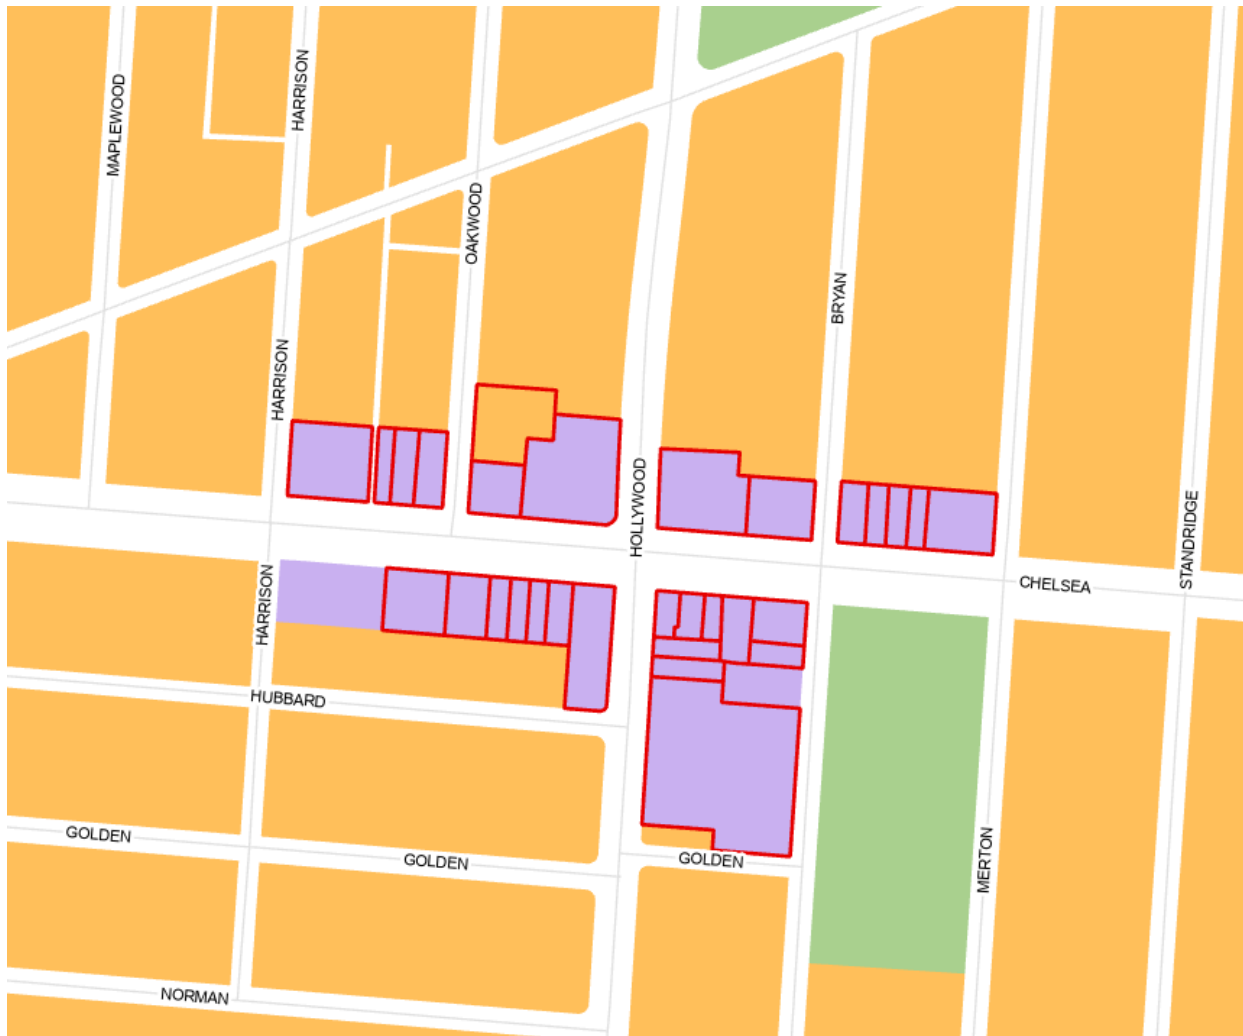 HARRISON
MAPLEWOOD
OAKWOOD
BRYAN
HARRISON
HOLLYWOOD
STANDRIDGE
CHELSEA
HARRISON
HUBBARD
GOLDEN
GOLDEN
GOLDEN
MERTON
NORMAN